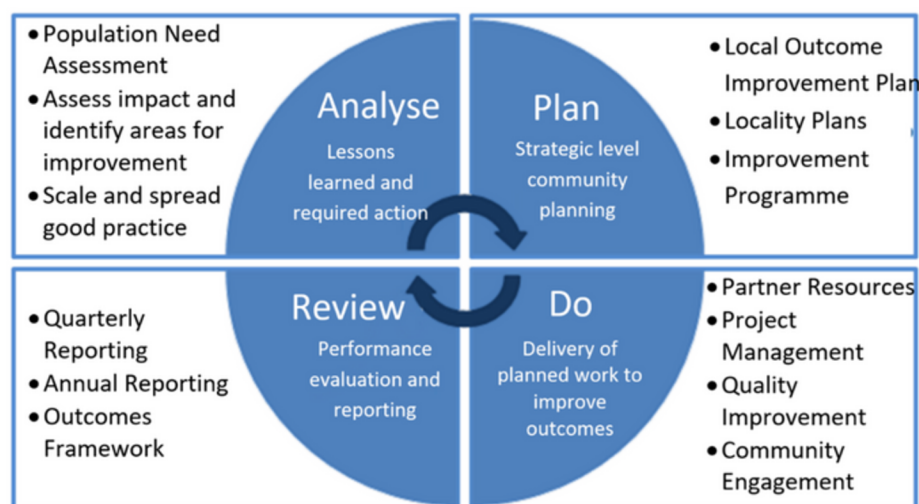 • Population Need
Assessment
• Assess impact and
identify areas for
improvement
• Scale and spread
good practice
Analyse
Lessons
learned and
required action
Plan
Strategic level
community
planning
• Local Outcome
Improvement Plan
• Locality Plans
• Improvement
Programme
• Quarterly
Reporting
• Annual Reporting
• Outcomes
Framework
Review
Performance
evaluation and
reporting
Do
Delivery of
planned work to
improve
outcomes
• Partner Resources
• Project
Management
• Quality
Improvement
• Community
Engagement